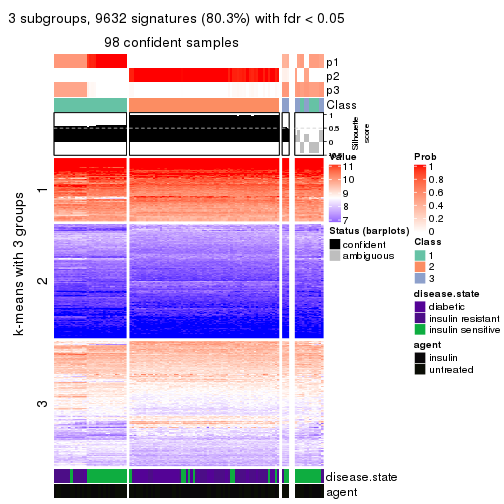 3 subgroups, 9632 signatures (80.3%) with fdr < 0.05
98 confident samples
p1
p2
p3
Class
1
0.5
0
Silhouette
score
k-means with 3 groups
1
2
3
Value
11
10
9
8
7
Status (barplots)
confident
ambiguous
Prob
1
0.8
0.6
0.4
0.2
0
Class
1
2
3
disease.state
diabetic
insulin resistant
insulin sensitive
agent
insulin
untreated
disease.state
agent